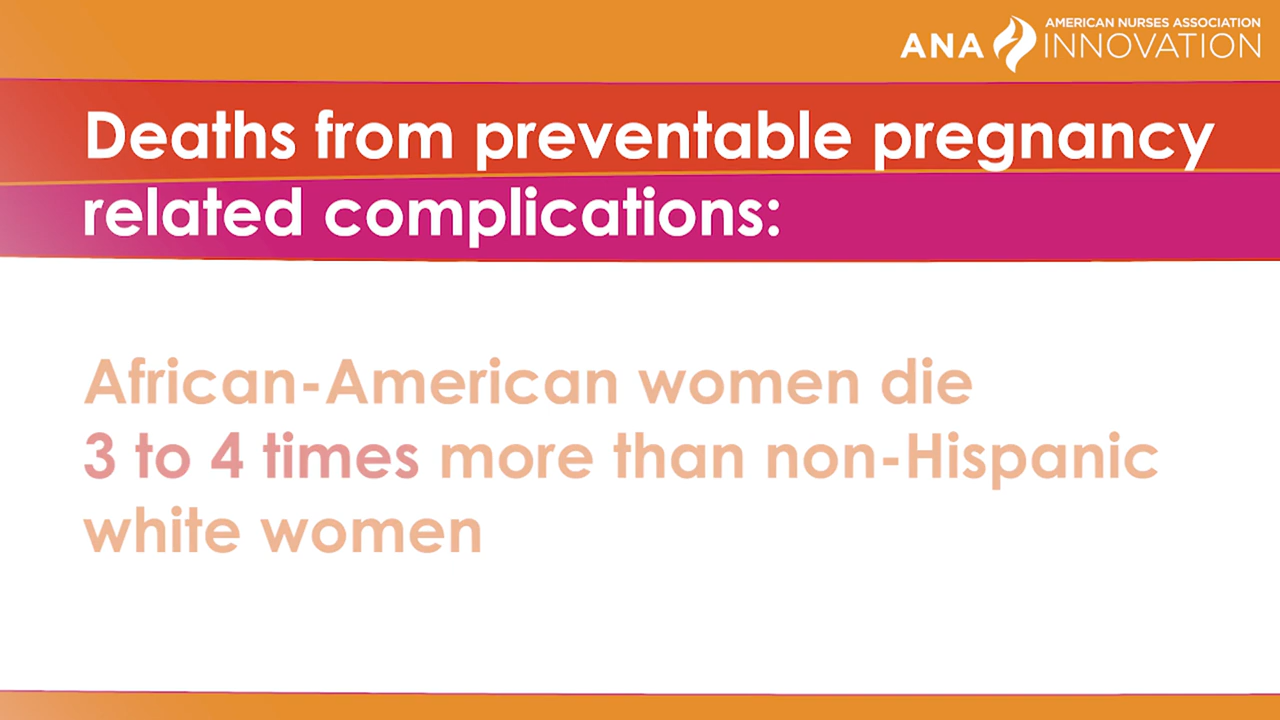 ANA AMERICAN NURSES ASSOCIATION
INNOVATION
Deaths from preventable pregnancy
related complications:
African-American women die
3 to 4 times more than non-Hispanic
white women